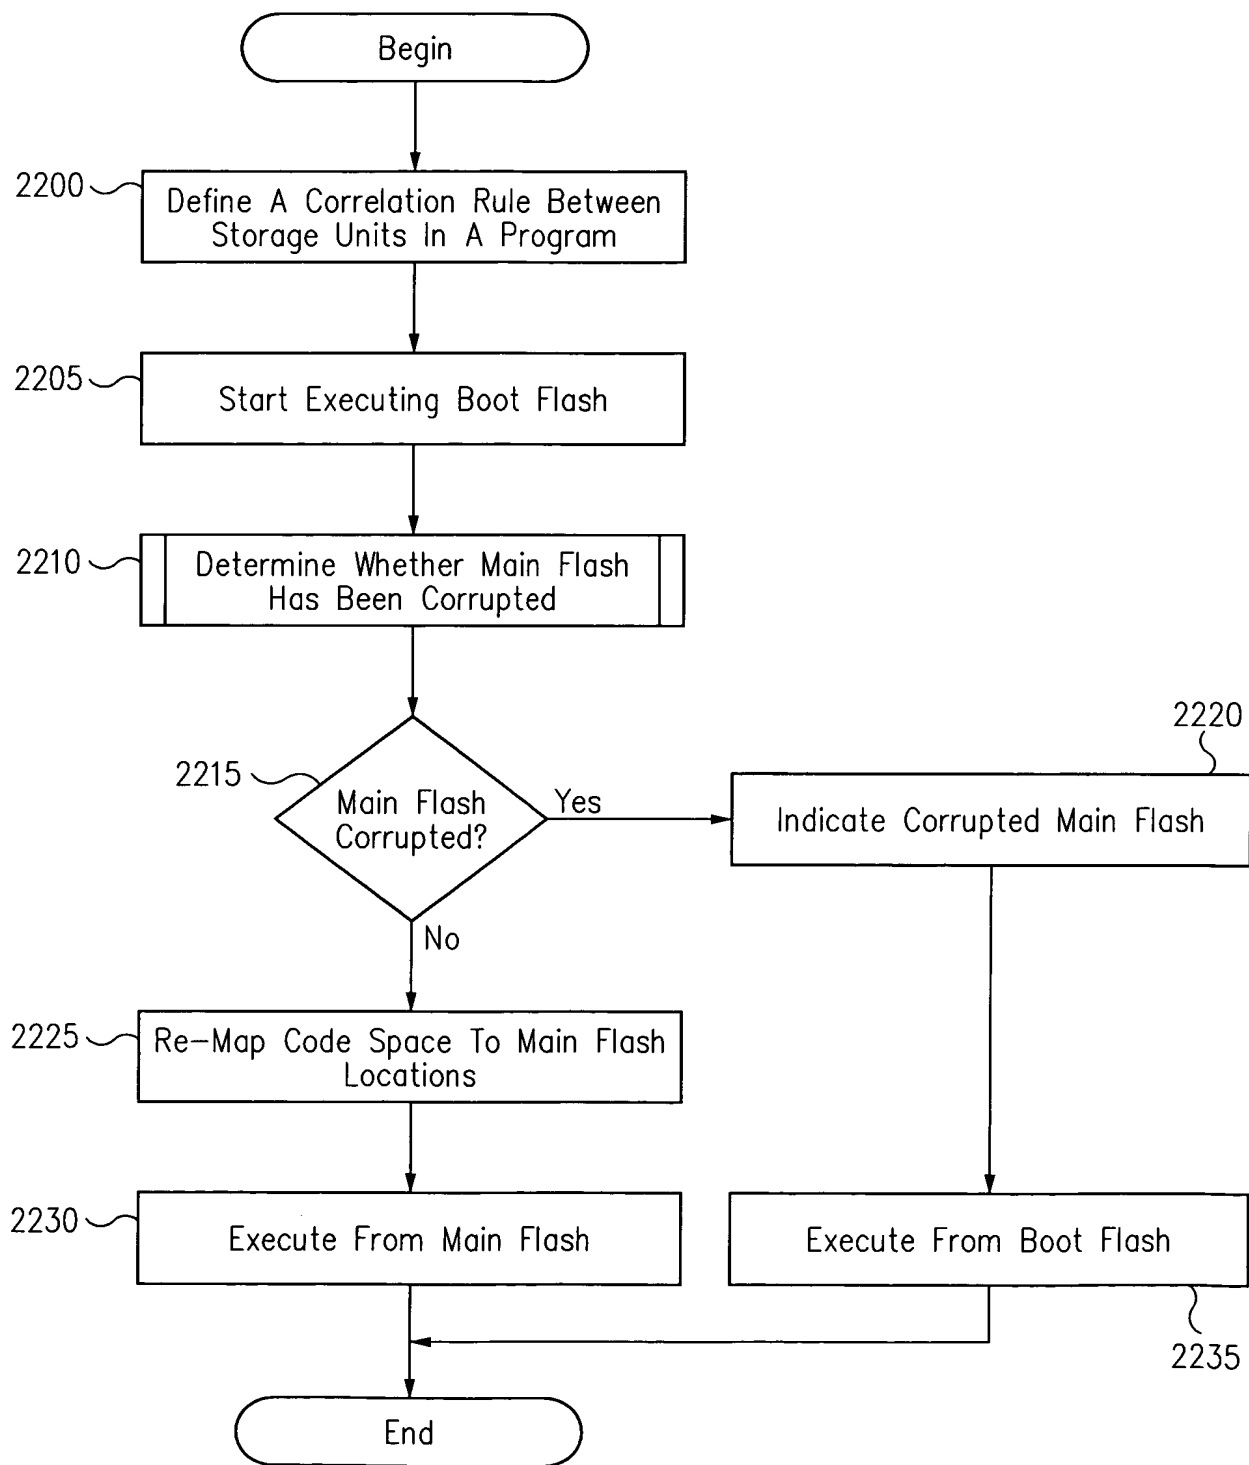 Begin
2200
Define A Correlation Rule Between
Storage Units In A Program
2205
Start Executing Boot Flash
2210
Determine Whether Main Flash
Has Been Corrupted
2215
Main Flash
Corrupted?
Yes
No
2220
Indicate Corrupted Main Flash
2225
Re-Map Code Space To Main Flash
Locations
2230
Execute From Main Flash
Execute From Boot Flash
2235
End